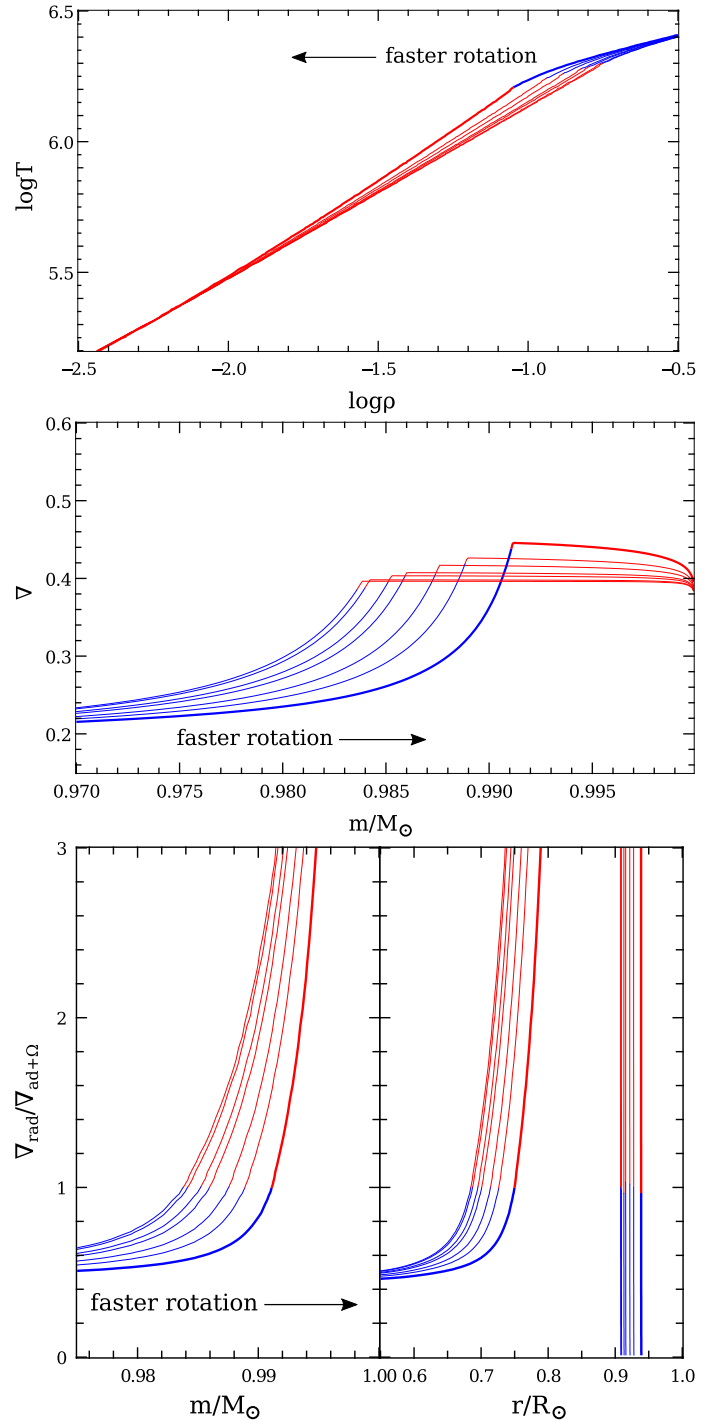 6.5
faster rotation
6.0
logT
5.5
−2.5 −2.0 −1.5 −1.0 −0.5
logρ
0.6
0.5
0.4
∇
0.3
faster rotation
0.2
0.970 0.975 0.980 0.985 0.990 0.995
m/M☉
3
2
∇rad/∇ad+Ω
1
faster rotation
0
0.98 0.99 1.00 0.6 0.7 0.8 0.9 1.0
m/M☉ r/R☉